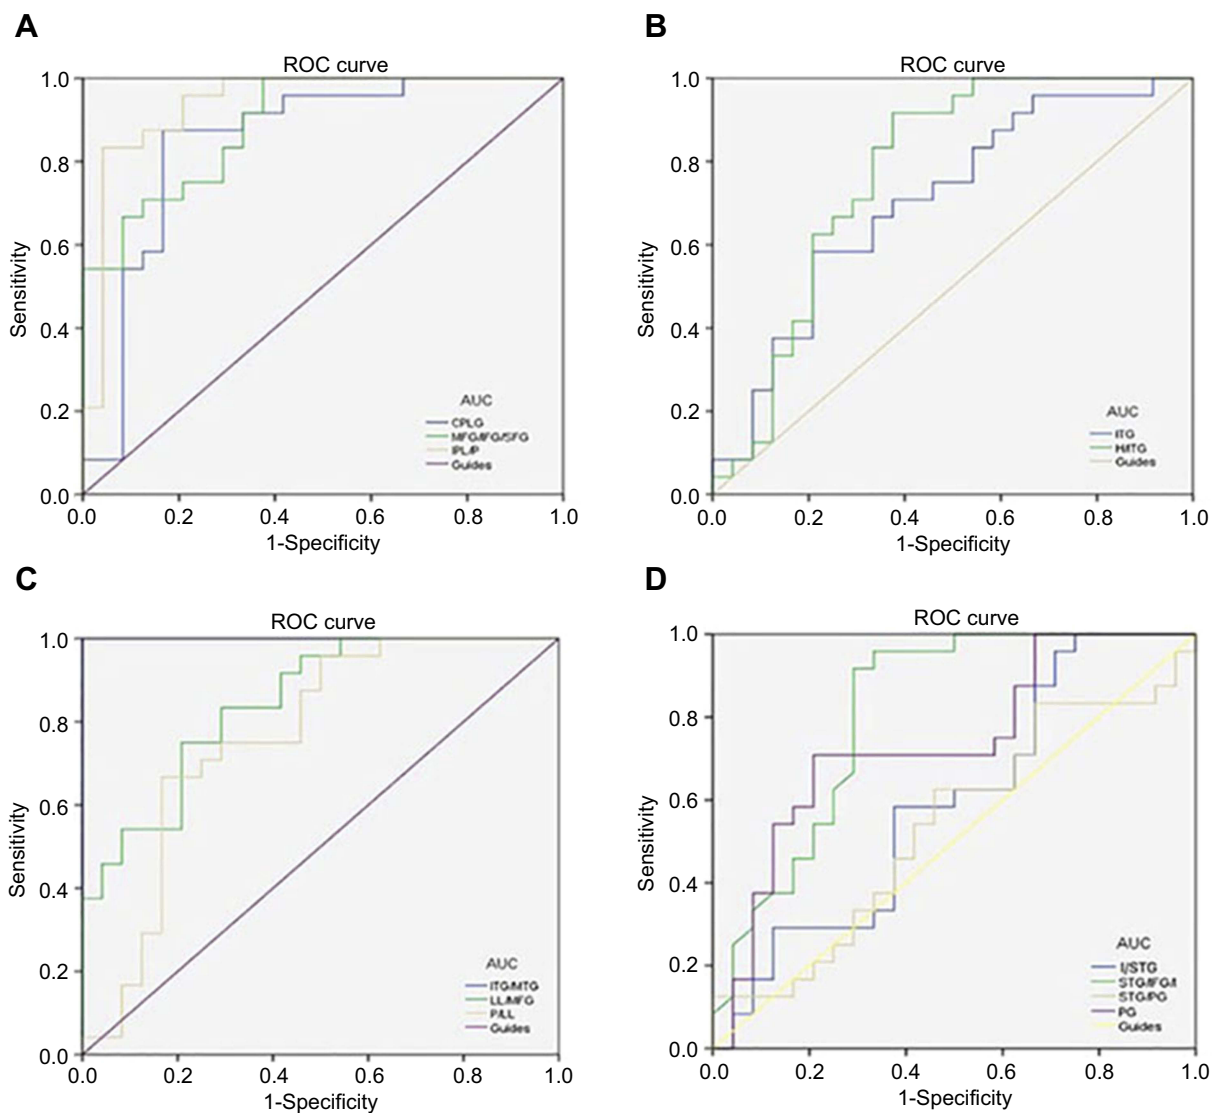 A
ROC curve
1.0
0.8
0.6
0.4
0.2
0.0
Sensitivity
AUC
CPLG
MFG/IFG/SFG
IPL/P
Guides
0.0 0.2 0.4 0.6 0.8 1.0
1-Specificity
B
ROC curve
1.0
0.8
0.6
0.4
0.2
0.0
Sensitivity
AUC
ITG
H/ITG
Guides
0.0 0.2 0.4 0.6 0.8 1.0
1-Specificity
C
ROC curve
1.0
0.8
0.6
0.4
0.2
0.0
Sensitivity
AUC
ITG/MTG
LL/MFG
P/LL
Guides
0.0 0.2 0.4 0.6 0.8 1.0
1-Specificity
D
ROC curve
1.0
0.8
0.6
0.4
0.2
0.0
Sensitivity
AUC
I/STG
STG/IFG/I
STG/PG
PG
Guides
0.0 0.2 0.4 0.6 0.8 1.0
1-Specificity